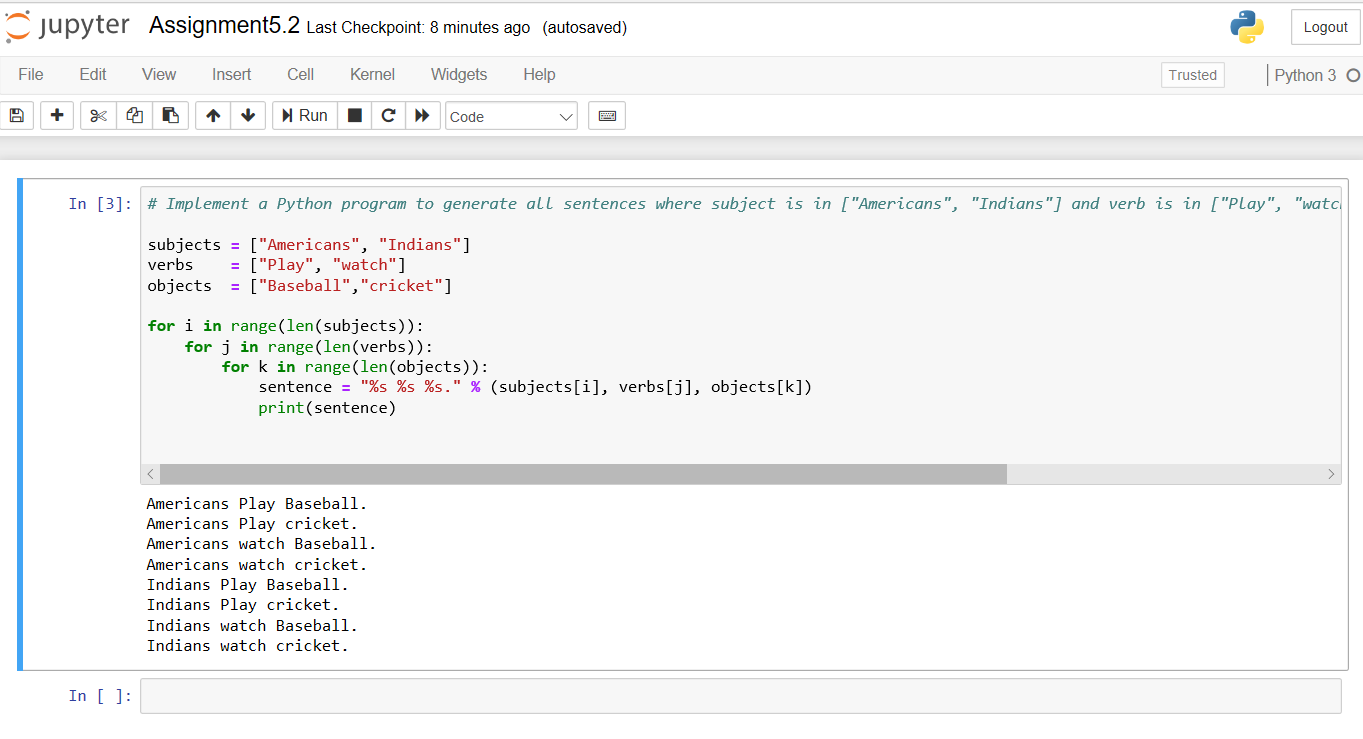 jupyter Assignment5.2 Last Checkpoint: 8 minutes ago (autosaved) Logout
File Edit View Insert Cell Kernel Widgets Help Trusted Python 3
Run Code
In [3]: # Implement a Python program to generate all sentences where subject is in ["Americans", "Indians"] and verb is in ["Play", "watch
subjects = ["Americans", "Indians"]
verbs    = ["Play", "watch"]
objects  = ["Baseball","cricket"]
for i in range(len(subjects)):
    for j in range(len(verbs)):
        for k in range(len(objects)):
            sentence = "%s %s %s." % (subjects[i], verbs[j], objects[k])
            print(sentence)
Americans Play Baseball.
Americans Play cricket.
Americans watch Baseball.
Americans watch cricket.
Indians Play Baseball.
Indians Play cricket.
Indians watch Baseball.
Indians watch cricket.
In [ ]: